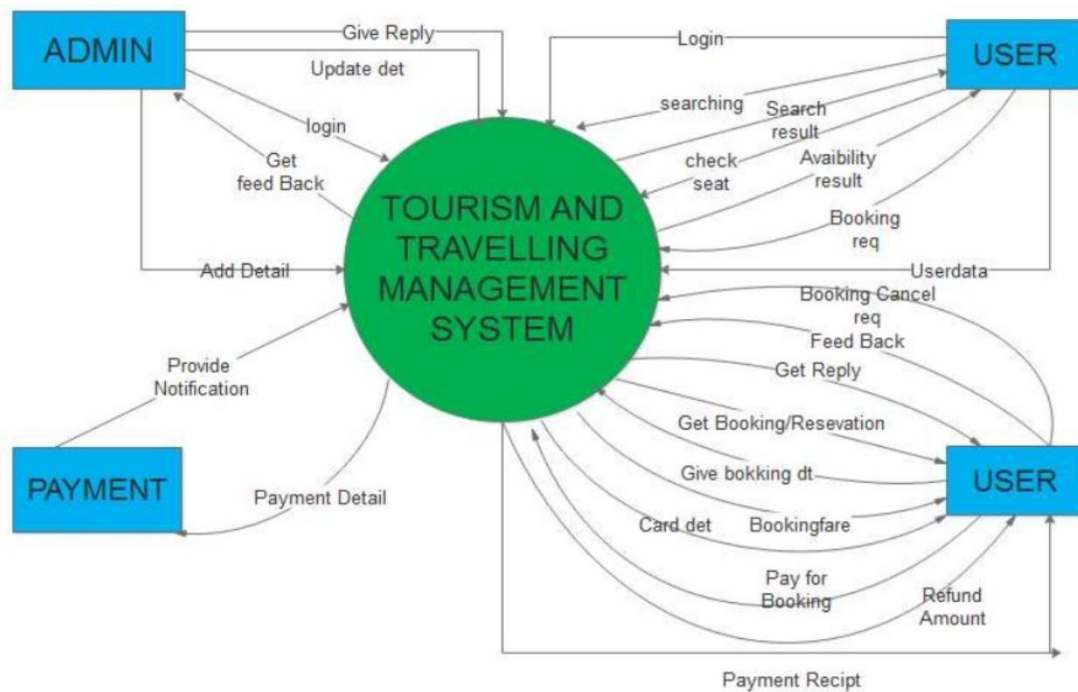 ADMIN
Give Reply
Update det
login
Get
feed Back
Add Detail
Login
USER
searching
Search
result
check
seat
Avaibility
result
Booking
req
Userdata
TOURISM AND
TRAVELLING
MANAGEMENT
SYSTEM
Booking Cancel
req
Feed Back
Get Reply
Get Booking/Resevation
Give bokking dt
Card det
Bookingfare
USER
Provide
Notification
PAYMENT
Payment Detail
Pay for
Booking
Refund
Amount
Payment Recipt